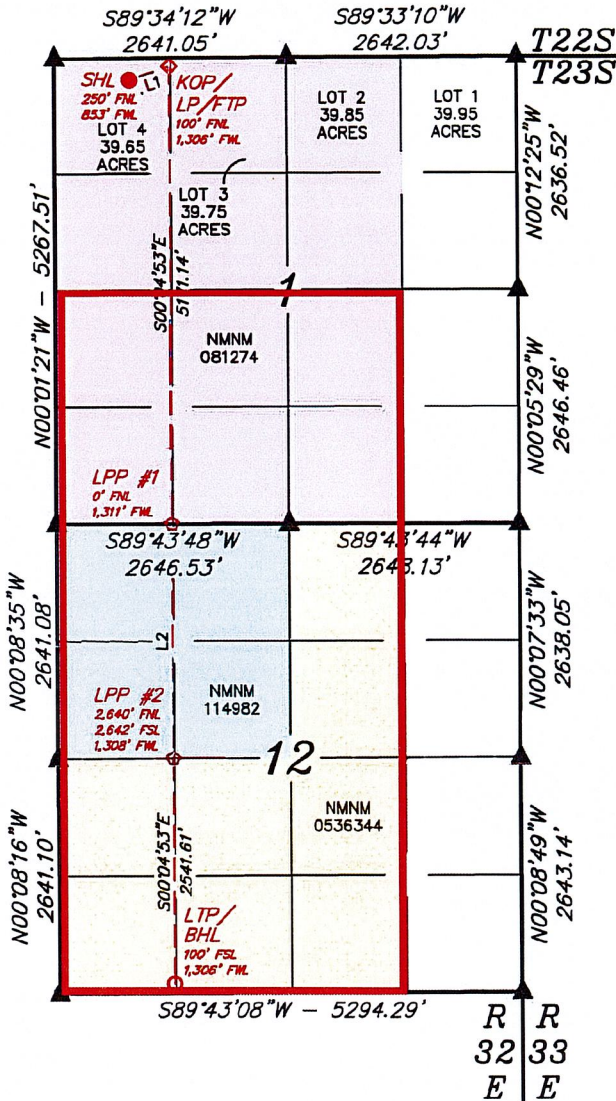 S89°34'12"W
2641.05'
S89°33'10"W
2642.03'
T22S
T23S
SHL
L1
250' FNL
853' FWL
KOP/
LP/FTP
100' FNL
1,306' FWL
LOT 4
39.65
ACRES
LOT 3
39.75
ACRES
LOT 2
39.85
ACRES
LOT 1
39.95
ACRES
N00°12'25"W
2636.52'
N00°01'21"W – 5267.51'
1
NMNM
081274
N00°05'29"W
2646.46'
LPP #1
0' FNL
1,311' FWL
S89°43'48"W
2646.53'
S89°43'44"W
N00°08'35"W
2641.08'
L2
N00°07'33"W
2638.05'
LPP #2
2,640' FNL
2,642' FSL
1,308' FWL
NMNM
114982
12
NMNM
0536344
S00°04'53"E
2541.61'
N00°08'16"W
2641.10'
N00°08'49"W
2643.14'
LTP/
BHL
100' FSL
1,306' FWL
S89°43'08"W – 5294.29'
R R
32 33
E E